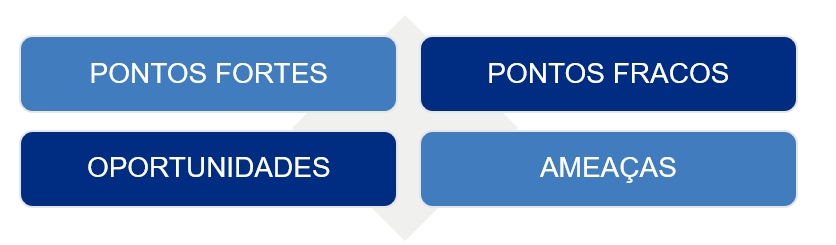 PONTOS FORTES
PONTOS FRACOS
OPORTUNIDADES
AMEAÇAS